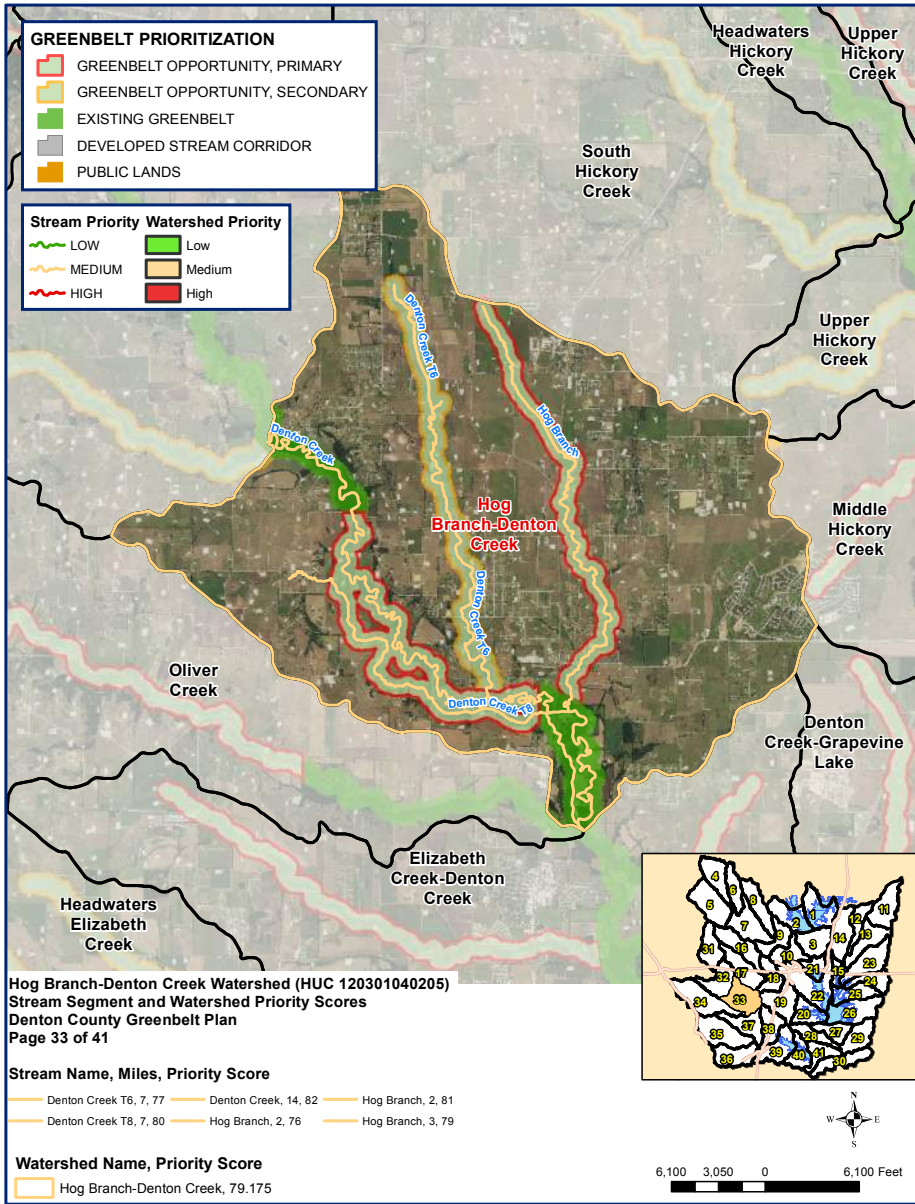 GREENBELT PRIORITIZATION
GREENBELT OPPORTUNITY, PRIMARY
GREENBELT OPPORTUNITY, SECONDARY
EXISTING GREENBELT
DEVELOPED STREAM CORRIDOR
PUBLIC LANDS
Stream Priority Watershed Priority
LOW Low
MEDIUM Medium
HIGH High
Headwaters
Hickory
Creek
Upper
Hickory
Creek
South
Hickory
Creek
Upper
Hickory
Creek
Denton Creek T6
Hog Branch
Denton Creek
Hog
Branch-Denton
Creek
Middle
Hickory
Creek
Denton Creek T6
Oliver
Creek
Denton Creek T8
Denton
Creek-Grapevine
Lake
Elizabeth
Creek-Denton
Creek
Headwaters
Elizabeth
Creek
4
6
8
5
7
9
2
1
12
11
14
13
3
31
16
10
23
32
17
18
21
15
24
25
34
33
19
22
20
26
35
37
38
28
27
29
36
39
40
41
30
Hog Branch-Denton Creek Watershed (HUC 120301040205)
Stream Segment and Watershed Priority Scores
Denton County Greenbelt Plan
Page 33 of 41
Stream Name, Miles, Priority Score
Denton Creek T6, 7, 77 Denton Creek, 14, 82 Hog Branch, 2, 81
Denton Creek T8, 7, 80 Hog Branch, 2, 76 Hog Branch, 3, 79
Watershed Name, Priority Score
Hog Branch-Denton Creek, 79.175
N
W E
S
6,100 3,050 0 6,100 Feet